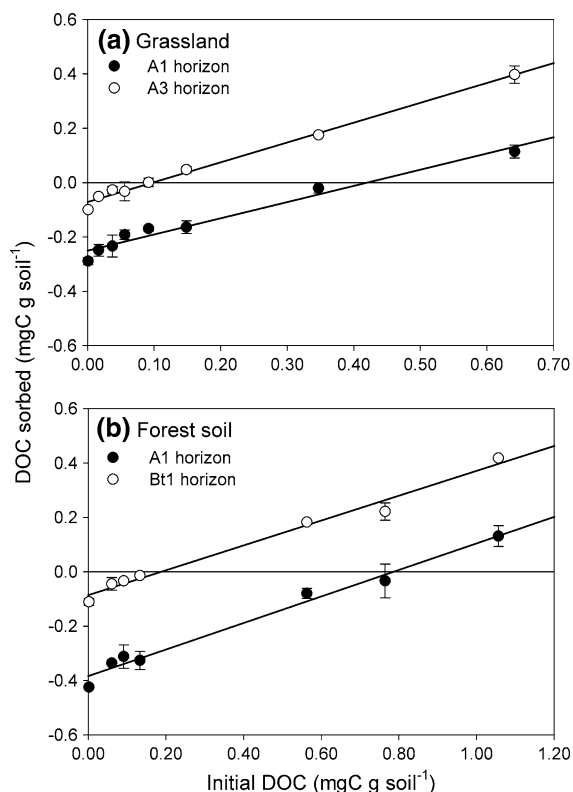 (a) Grassland
A1 horizon
A3 horizon
0.6
0.4
0.2
0.0
-0.2
-0.4
-0.6
0.00 0.10 0.20 0.30 0.40 0.50 0.60 0.70
DOC sorbed (mgC g soil⁻¹)
(b) Forest soil
A1 horizon
Bt1 horizon
0.6
0.4
0.2
0.0
-0.2
-0.4
-0.6
0.00 0.20 0.40 0.60 0.80 1.00 1.20
Initial DOC (mgC g soil⁻¹)